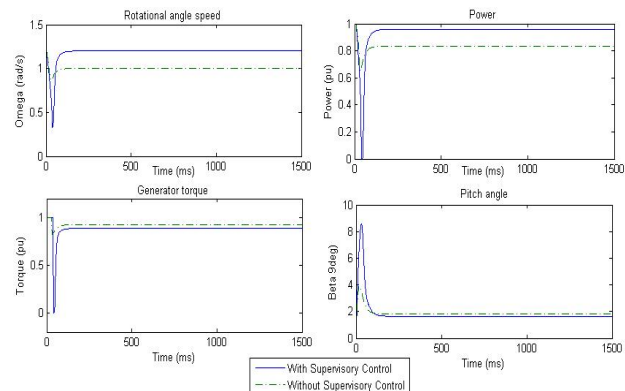 Rotational angle speed
Omega (rad/s)
1.5
1
0.5
0
0
500
1000
1500
Time (ms)
Power
Power (pu)
1
0.8
0.6
0.4
0.2
0
0
500
1000
1500
Time (ms)
Generator torque
Torque (pu)
1
0.5
0
0
500
1000
1500
Time (ms)
Pitch angle
Beta 9deg)
10
8
6
4
2
0
0
500
1000
1500
Time (ms)
With Supervisory Control
Without Supervisory Control